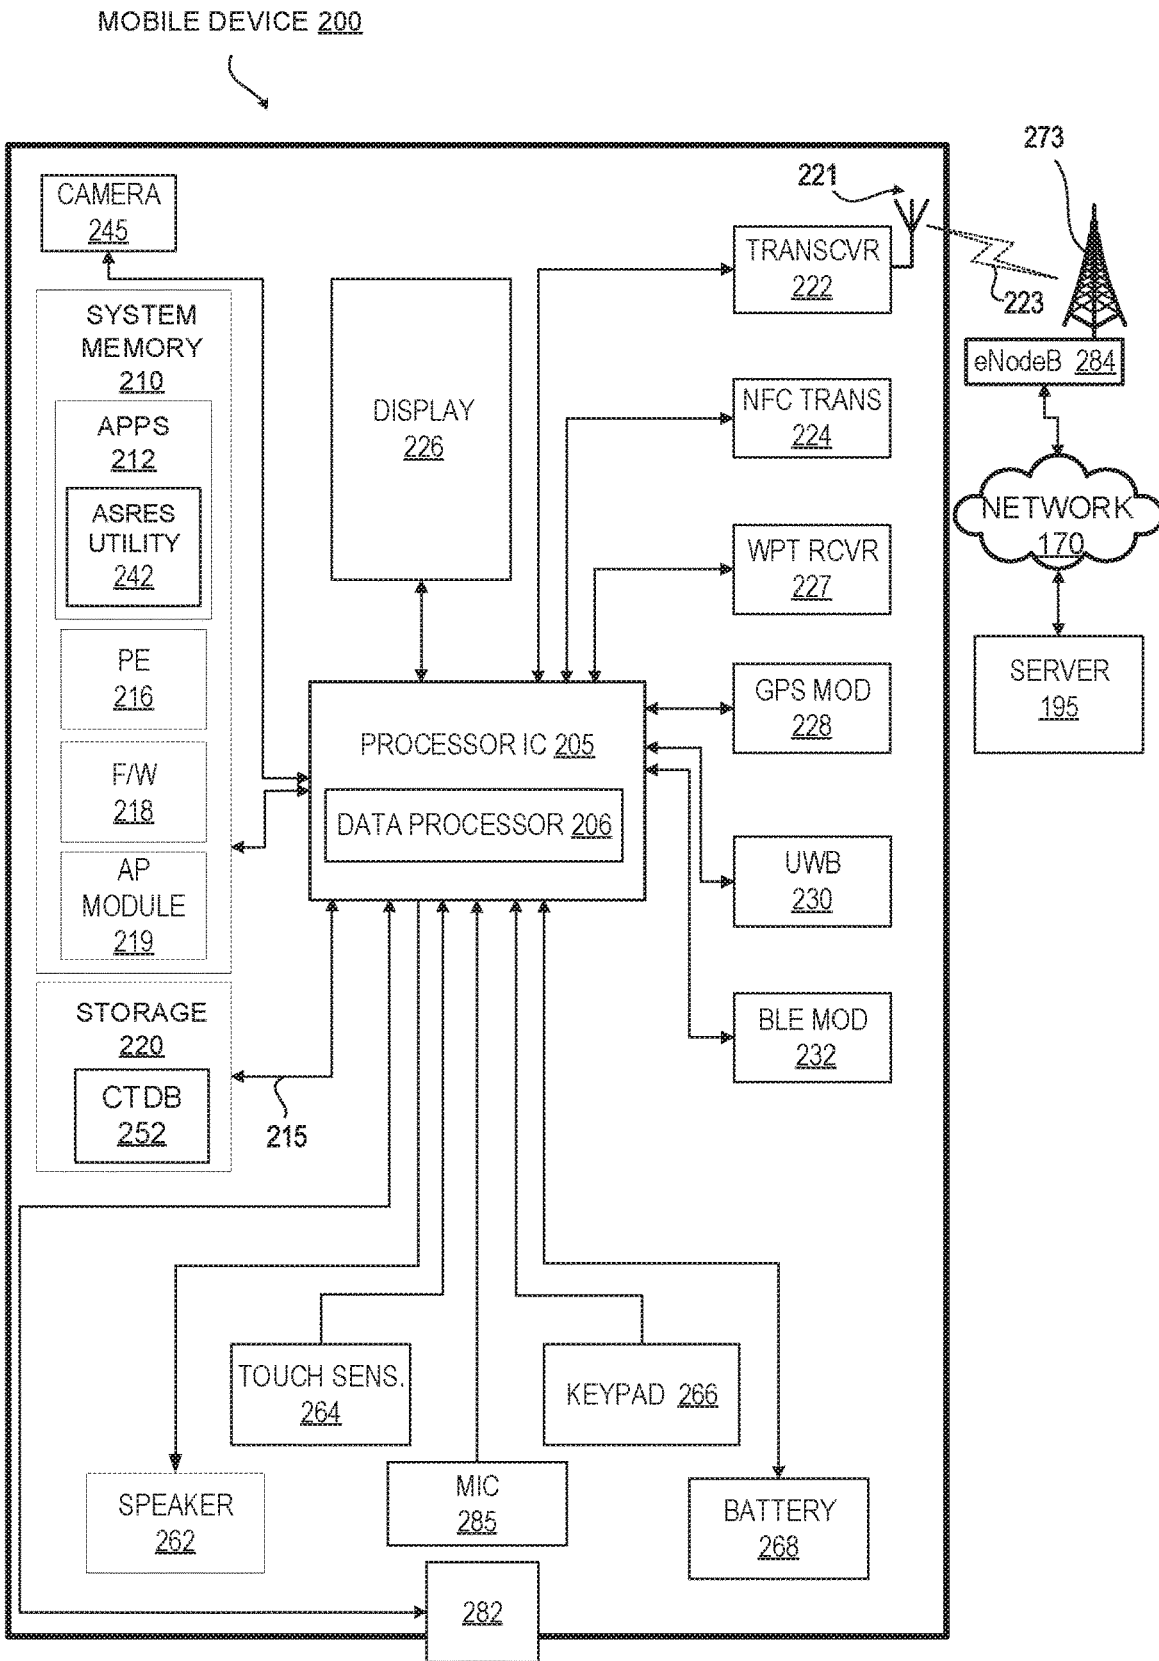 MOBILE DEVICE 200
CAMERA
245
SYSTEM
MEMORY
210
APPS
212
ASRES
UTILITY
242
PE
216
F/W
218
AP
MODULE
219
STORAGE
220
CTDB
252
215
DISPLAY
226
PROCESSOR IC 205
DATA PROCESSOR 206
221
TRANSCVR
222
NFC TRANS
224
WPT RCVR
227
GPS MOD
228
UWB
230
BLE MOD
232
273
223
eNodeB 284
NETWORK
170
SERVER
195
TOUCH SENS.
264
KEYPAD 266
SPEAKER
262
MIC
285
BATTERY
268
282